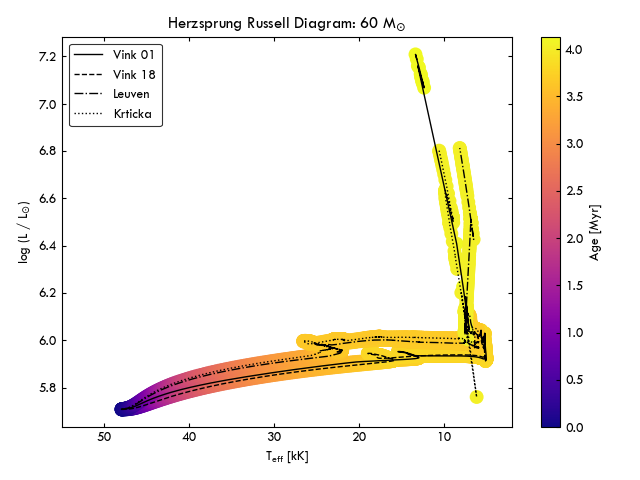 Herzsprung Russell Diagram: 60 M⊙
Vink 01
Vink 18
Leuven
Krticka
log (L / L⊙)
7.2
7.0
6.8
6.6
6.4
6.2
6.0
5.8
50
40
30
20
10
T_eff [kK]
4.0
3.5
3.0
2.5
2.0
1.5
1.0
0.5
0.0
Age [Myr]